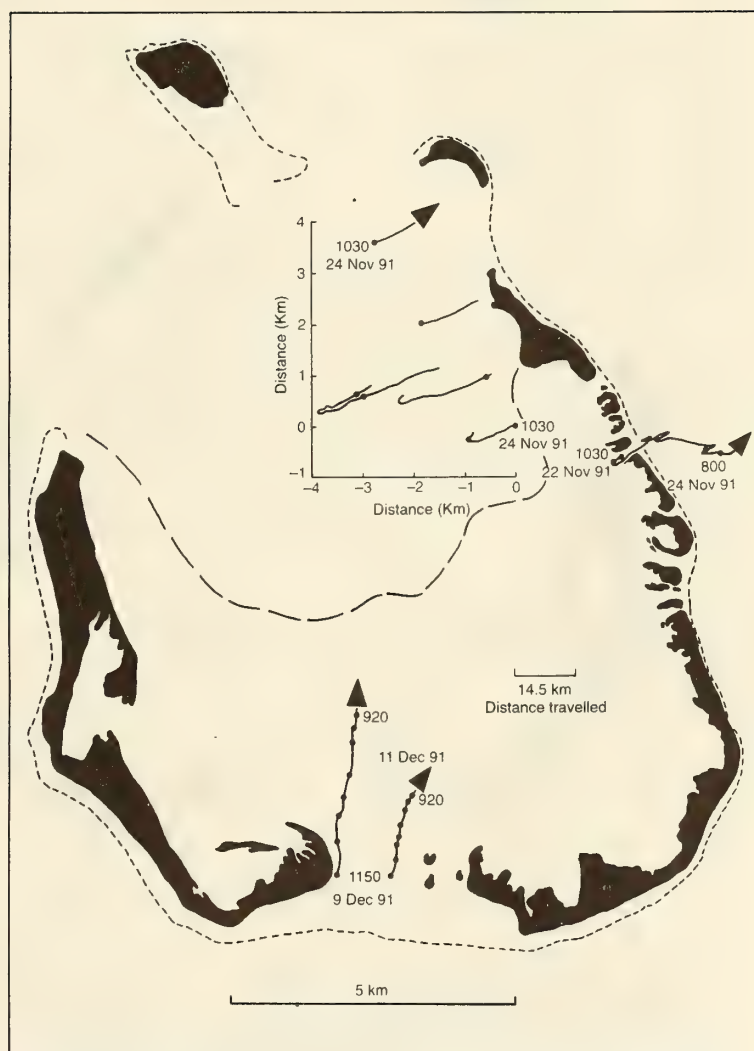 4
1030
24 Nov 91
3
2
1
0
−1
Distance (Km)
−4
−3
−2
−1
0
Distance (Km)
1030
24 Nov 91
1030
22 Nov 91
800
24 Nov 91
14.5 km
Distance travelled
920
11 Dec 91
920
1150
9 Dec 91
5 km